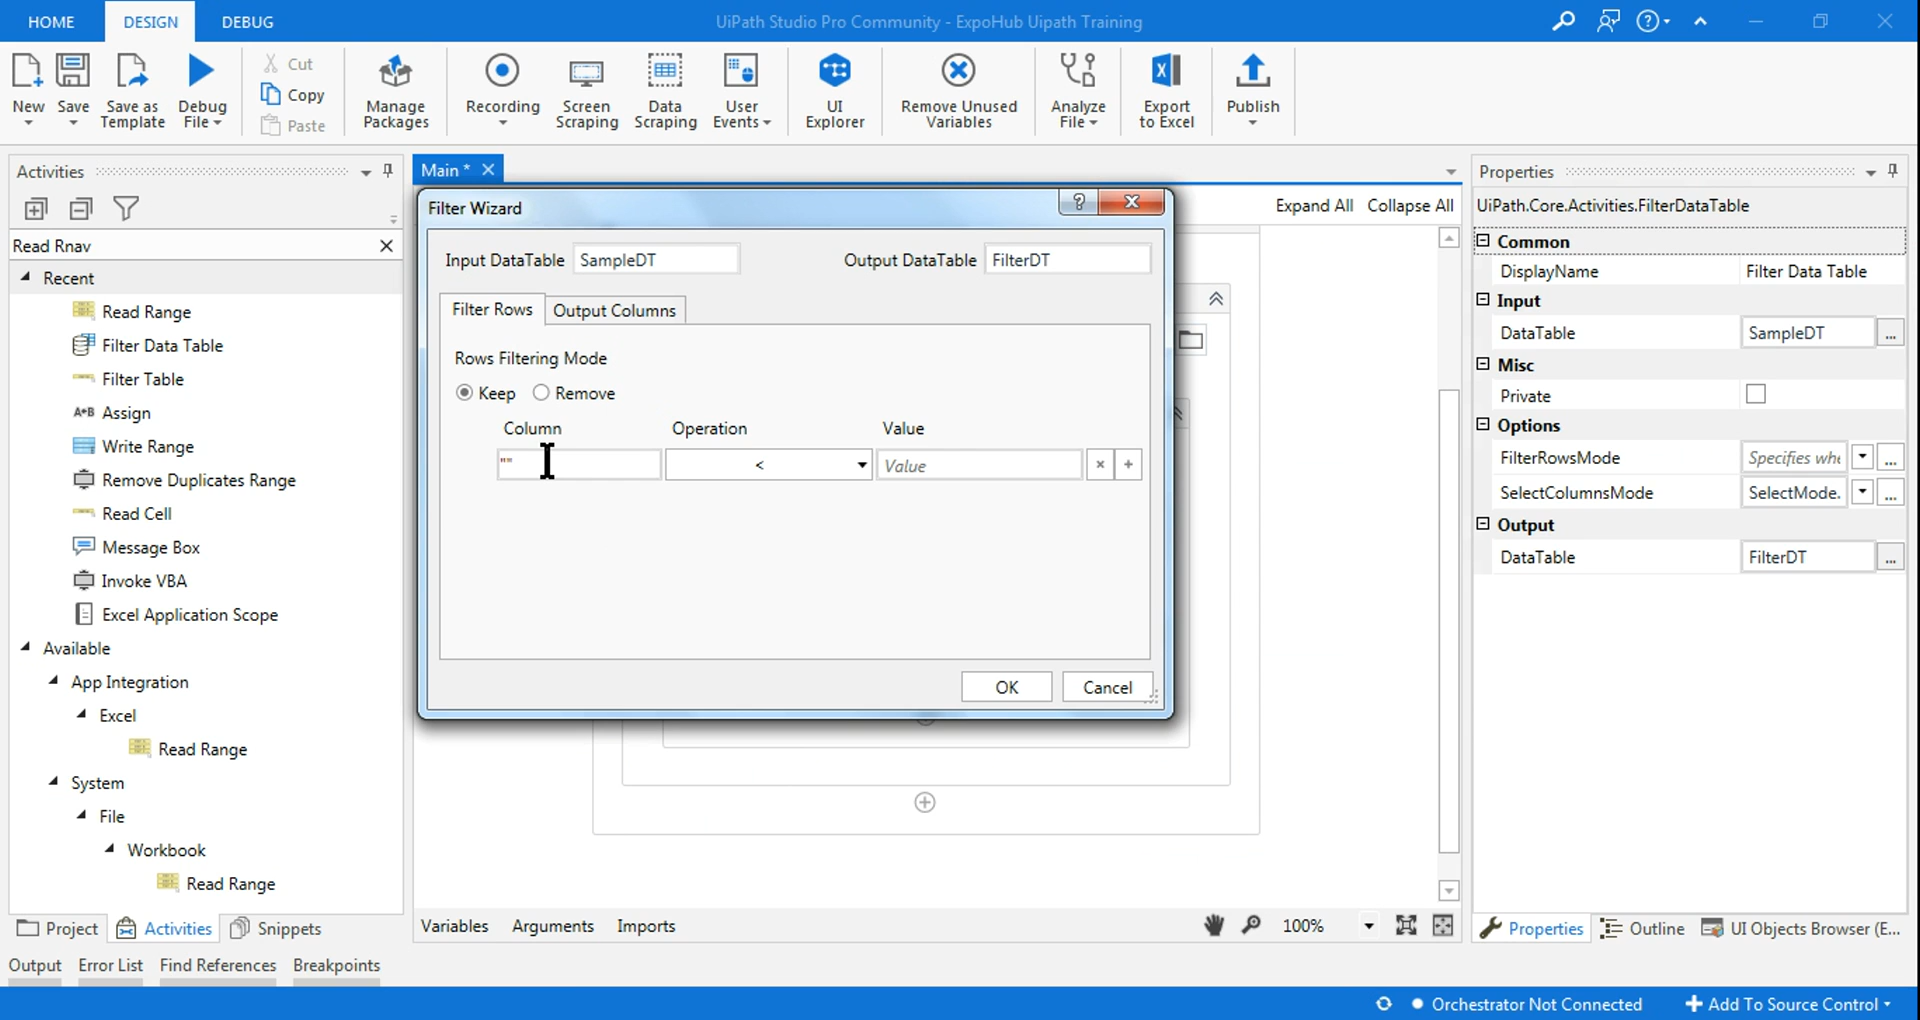 HOME DESIGN DEBUG UiPath Studio Pro Community - ExpoHub Uipath Training
New Save Save as Template Debug File Cut Copy Paste Manage Packages Recording Screen Scraping Data Scraping User Events UI Explorer Remove Unused Variables Analyze File Export to Excel Publish
Activities
Read Rnav
Recent
Read Range
Filter Data Table
Filter Table
A*B Assign
Write Range
Remove Duplicates Range
Read Cell
Message Box
Invoke VBA
Excel Application Scope
Available
App Integration
Excel
Read Range
System
File
Workbook
Read Range
Project Activities Snippets
Main *
Expand All Collapse All
Filter Wizard
Input DataTable SampleDT Output DataTable FilterDT
Filter Rows Output Columns
Rows Filtering Mode
Keep Remove
Column Operation Value
"" < Value
OK Cancel
Variables Arguments Imports 100%
Properties
UiPath.Core.Activities.FilterDataTable
Common
DisplayName Filter Data Table
Input
DataTable SampleDT ...
Misc
Private
Options
FilterRowsMode Specifies whe ...
SelectColumnsMode SelectMode. ...
Output
DataTable FilterDT ...
Properties Outline UI Objects Browser (E...
Output Error List Find References Breakpoints
Orchestrator Not Connected Add To Source Control